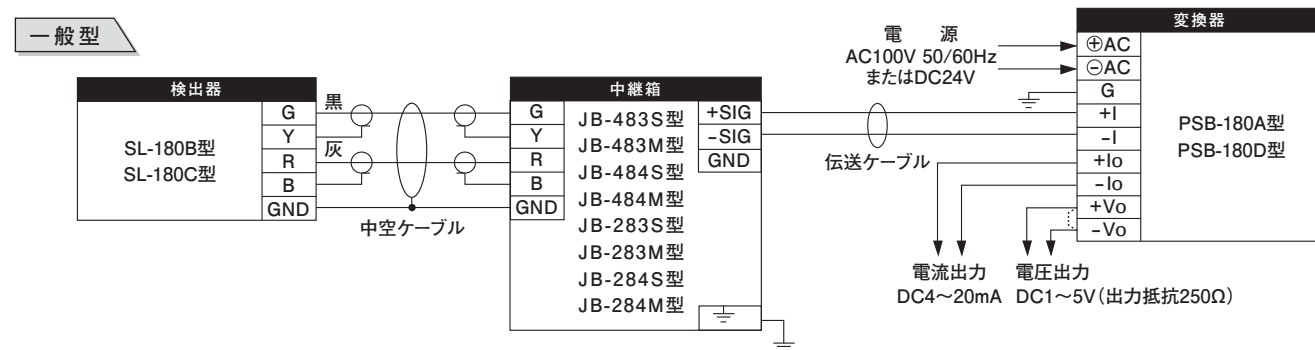 一般型
検出器
SL-180B型
SL-180C型
G
Y
R
B
GND
黒
灰
中空ケーブル
中継箱
G
Y
R
B
GND
JB-483S型
JB-483M型
JB-484S型
JB-484M型
JB-283S型
JB-283M型
JB-284S型
JB-284M型
+SIG
-SIG
GND
伝送ケーブル
電 源
AC100V 50/60Hz
またはDC24V
変換器
⊕AC
⊖AC
G
+I
-I
+Io
-Io
+Vo
-Vo
PSB-180A型
PSB-180D型
電流出力
DC4～20mA
電圧出力
DC1～5V（出力抵抗250Ω）